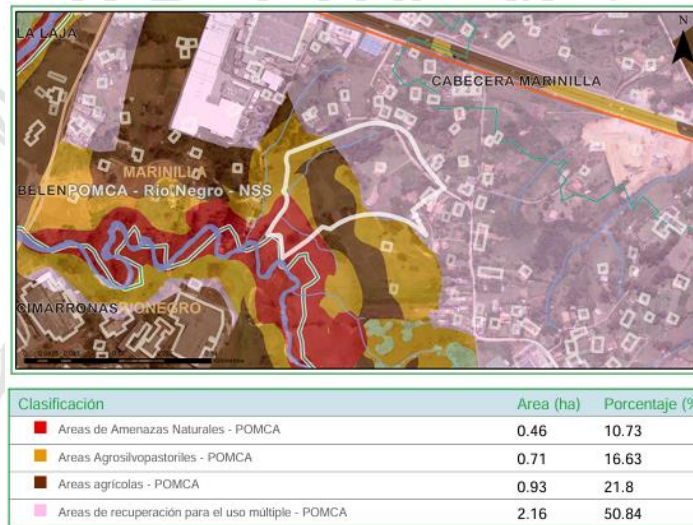 N
LA LAJA
CABECERA MARINILLA
MARINILLA
BELEN POMCA - Río Negro - NSS
CIMARRONAS RIONEGRO
Clasificación Area (ha) Porcentaje (%
Areas de Amenazas Naturales - POMCA 0.46 10.73
Areas Agrosilvopastoriles - POMCA 0.71 16.63
Areas agrícolas - POMCA 0.93 21.8
Areas de recuperación para el uso múltiple - POMCA 2.16 50.84